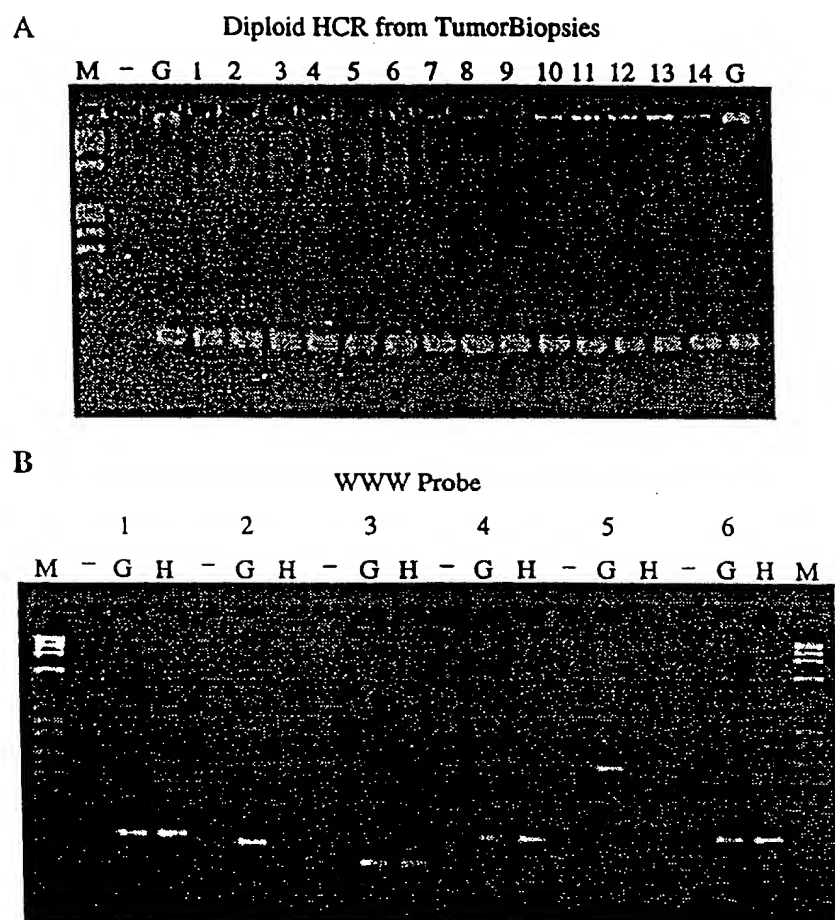 A
Diploid HCR from TumorBiopsies
M - G 1 2 3 4 5 6 7 8 9 10 11 12 13 14 G
B
WWW Probe
1 2 3 4 5 6
M - G H - G H - G H - G H - G H - G H M